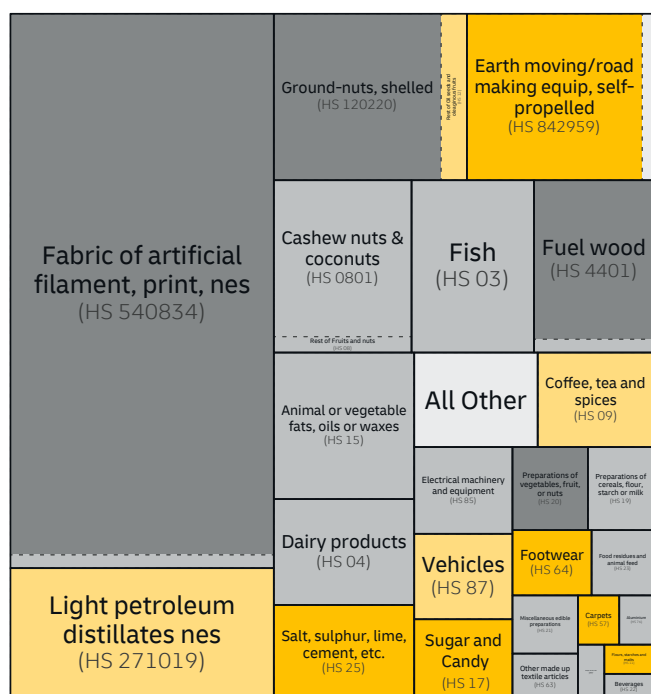 Fabric of artificial
filament, print, nes
(HS 540834)
Light petroleum
distillates nes
(HS 271019)
Ground-nuts, shelled
(HS 120220)
Earth moving/road
making equip, self-
propelled
(HS 842959)
Cashew nuts &
coconuts
(HS 0801)
Rest of Fruits and nuts
(HS 08)
Fish
(HS 03)
Fuel wood
(HS 4401)
Animal or vegetable
fats, oils or waxes
(HS 15)
All Other
Coffee, tea and
spices
(HS 09)
Electrical machinery
and equipment
(HS 85)
Preparations of
vegetables, fruit,
or nuts
(HS 20)
Preparations of
cereals, flour,
starch or milk
(HS 19)
Dairy products
(HS 04)
Vehicles
(HS 87)
Footwear
(HS 64)
Food residues and
animal feed
(HS 23)
Salt, sulphur, lime,
cement, etc.
(HS 25)
Sugar and
Candy
(HS 17)
Miscellaneous edible
preparations
(HS 21)
Carpets
(HS 57)
Aluminium
Other made up
textile articles
(HS 63)
Beverages
(HS 22)